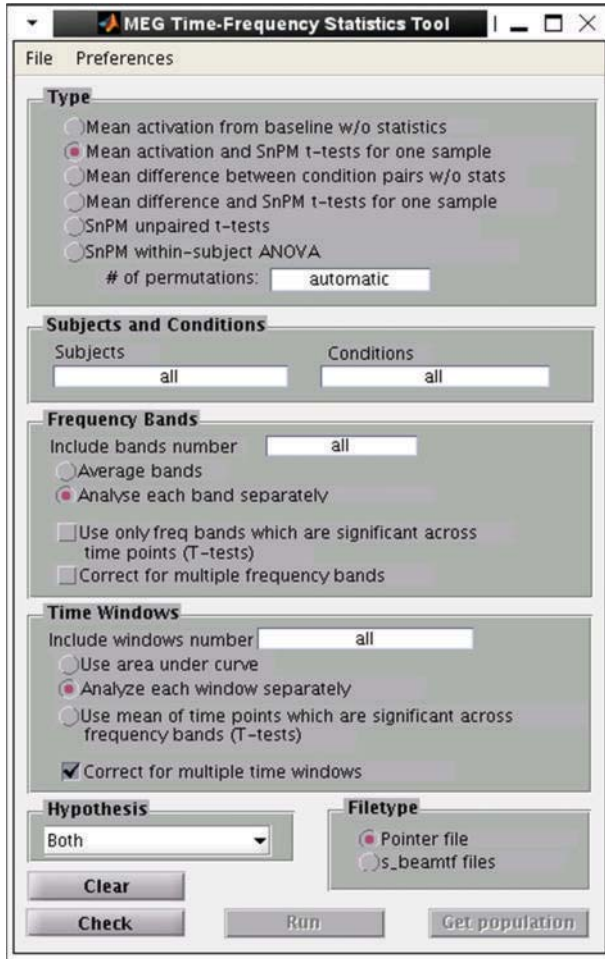 MEG Time-Frequency Statistics Tool
File Preferences
Type
Mean activation from baseline w/o statistics
Mean activation and SnPM t-tests for one sample
Mean difference between condition pairs w/o stats
Mean difference and SnPM t-tests for one sample
SnPM unpaired t-tests
SnPM within-subject ANOVA
# of permutations: automatic
Subjects and Conditions
Subjects Conditions
all all
Frequency Bands
Include bands number all
Average bands
Analyse each band separately
Use only freq bands which are significant across
time points (T-tests)
Correct for multiple frequency bands
Time Windows
Include windows number all
Use area under curve
Analyze each window separately
Use mean of time points which are significant across
frequency bands (T-tests)
Correct for multiple time windows
Hypothesis Filetype
Both Pointer file
s_beamtf files
Clear
Check Run Get population